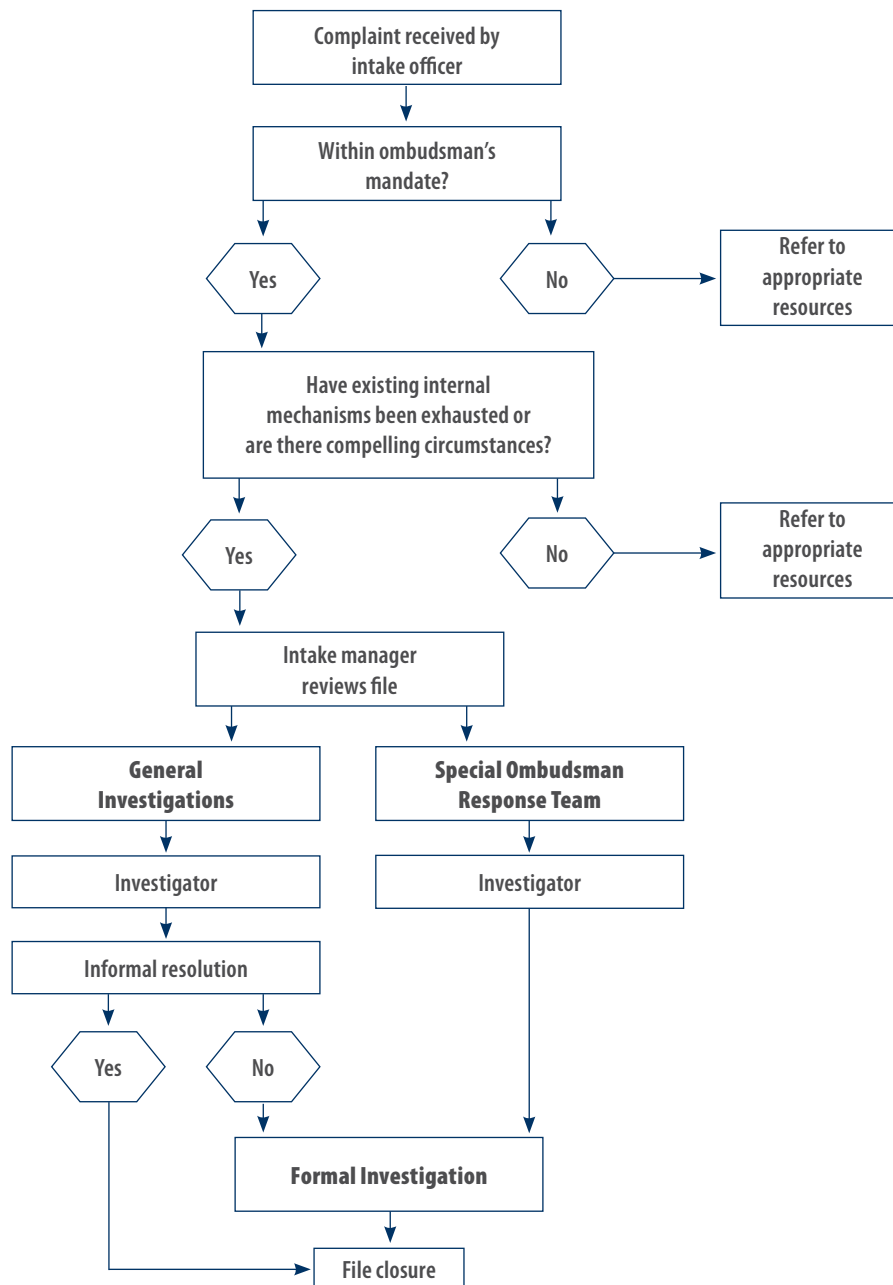 Complaint received by
intake officer
Within ombudsman's
mandate?
Yes
No
Refer to
appropriate
resources
Have existing internal
mechanisms been exhausted or
are there compelling circumstances?
Yes
No
Refer to
appropriate
resources
Intake manager
reviews file
General
Investigations
Special Ombudsman
Response Team
Investigator
Investigator
Informal resolution
Yes
No
Formal Investigation
File closure